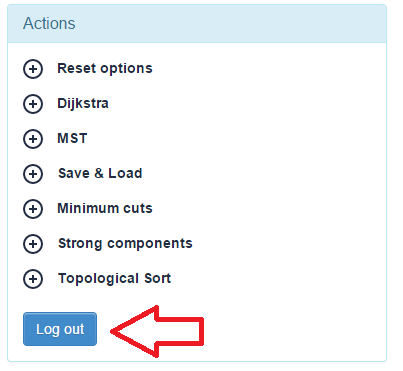 Actions
Reset options
Dijkstra
MST
Save & Load
Minimum cuts
Strong components
Topological Sort
Log out